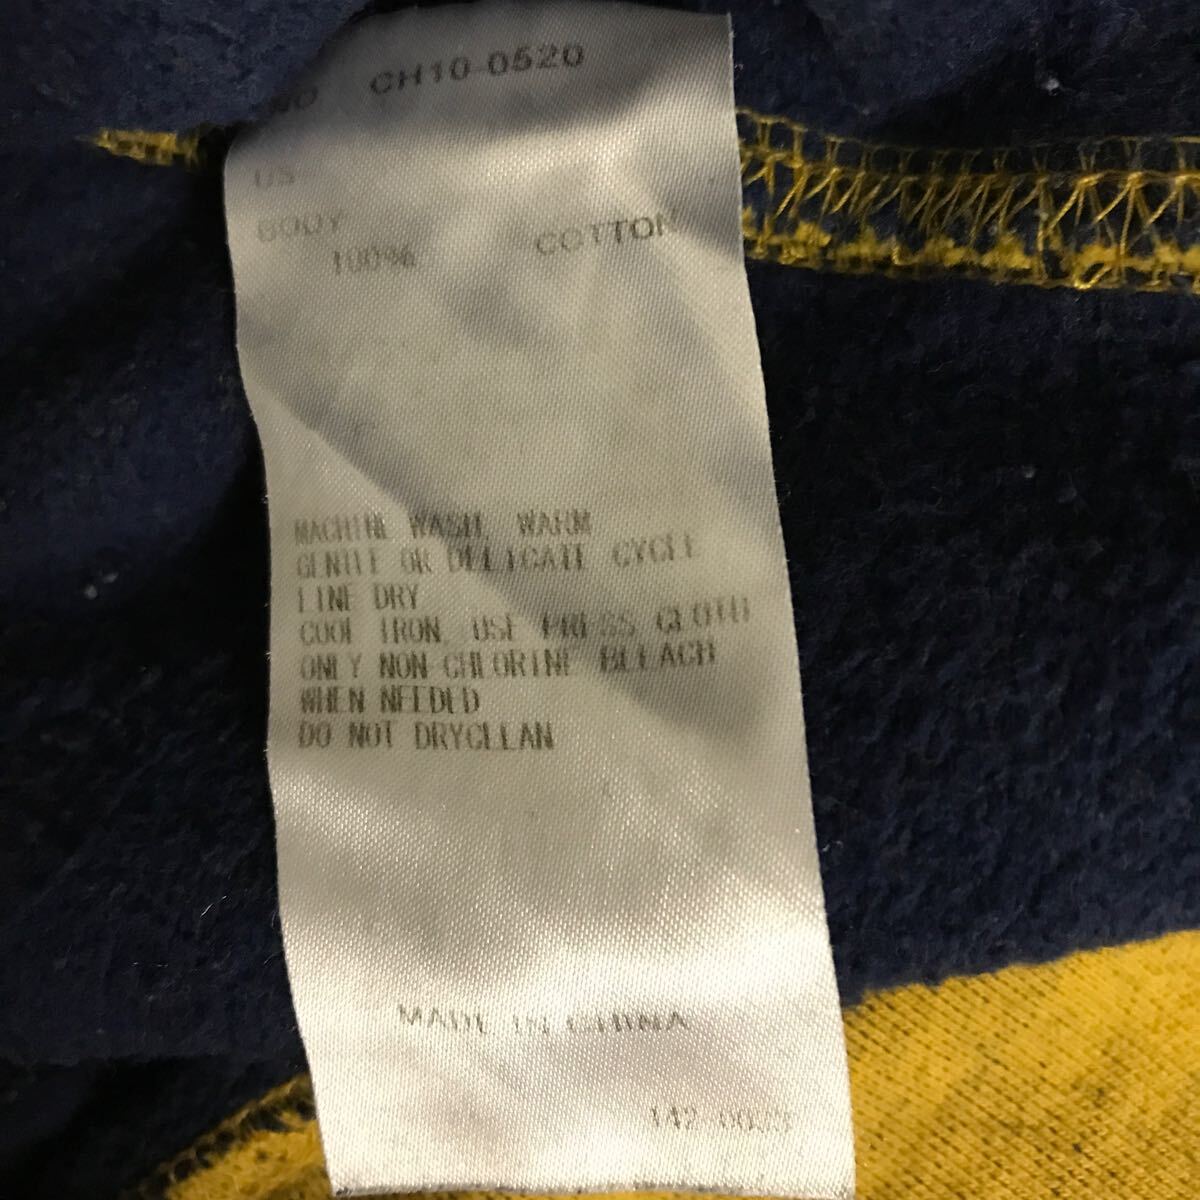 NO CH10-0520
US
BODY
100% COTTON
MACHINE WASH, WARM
GENTLE OR DELICATE CYCLE
LINE DRY
COOL IRON, USE PRESS CLOTH
ONLY NON-CHLORINE BLEACH
WHEN NEEDED
DO NOT DRYCLEAN
MADE IN CHINA